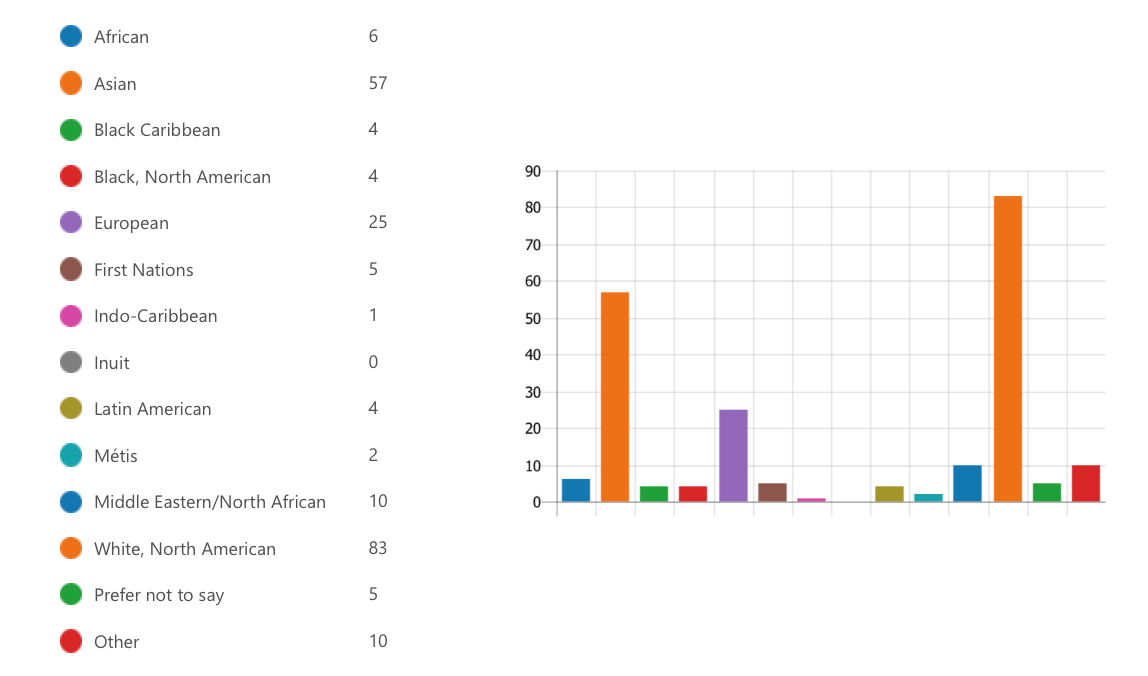 African 6
Asian 57
Black Caribbean 4
Black, North American 4
European 25
First Nations 5
Indo-Caribbean 1
Inuit 0
Latin American 4
Métis 2
Middle Eastern/North African 10
White, North American 83
Prefer not to say 5
Other 10
90
80
70
60
50
40
30
20
10
0